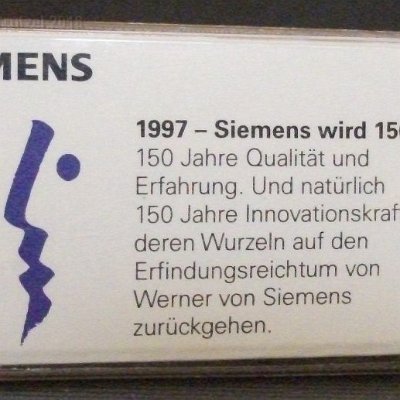 MENS
1997 – Siemens wird 150
150 Jahre Qualität und
Erfahrung. Und natürlich
150 Jahre Innovationskraf
deren Wurzeln auf den
Erfindungsreichtum von
Werner von Siemens
zurückgehen.